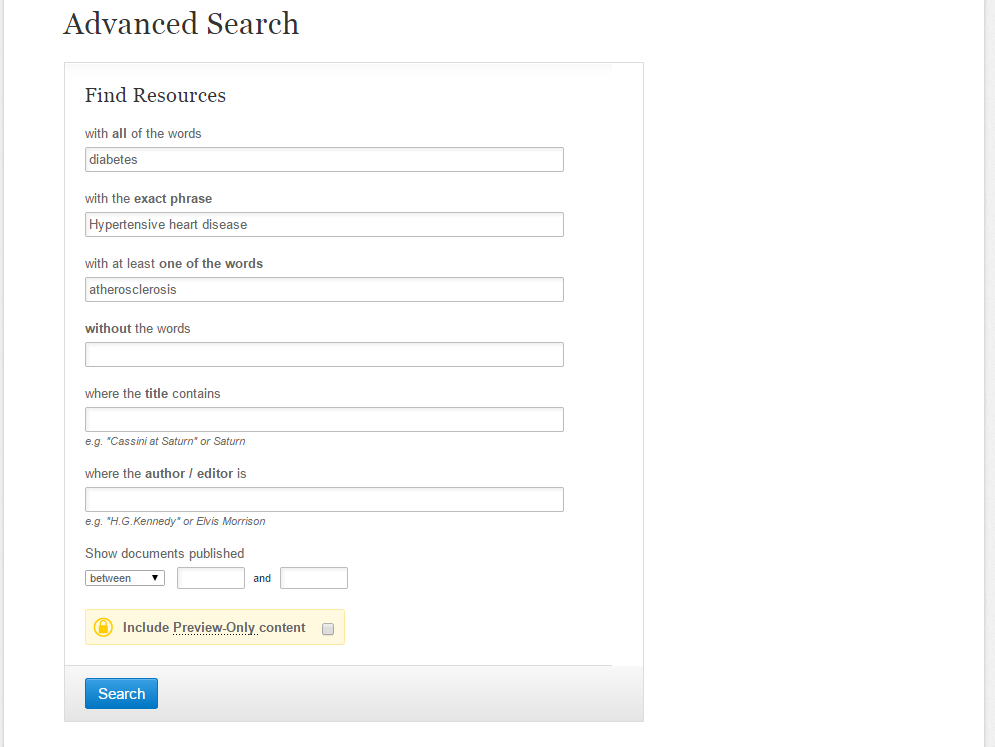 Advanced Search
Find Resources
with all of the words
diabetes
with the exact phrase
Hypertensive heart disease
with at least one of the words
atherosclerosis
without the words
where the title contains
e.g. "Cassini at Saturn" or Saturn
where the author / editor is
e.g. "H.G.Kennedy" or Elvis Morrison
Show documents published
between and
Include Preview-Only content
Search